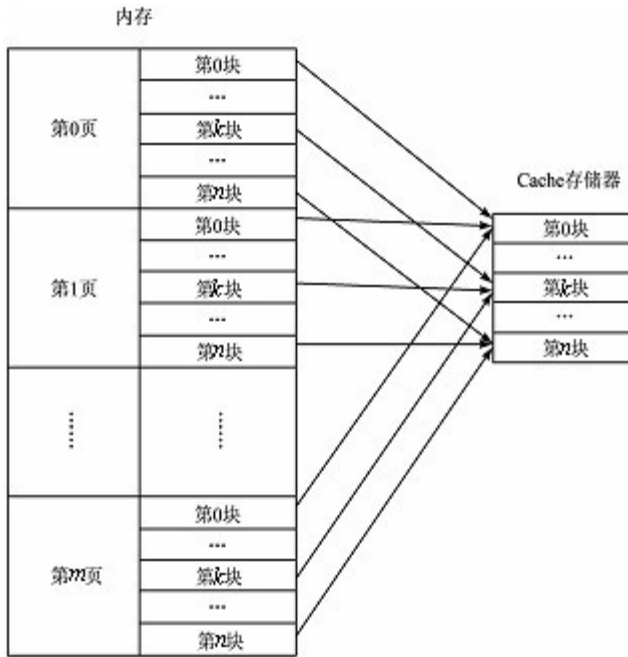 内存
第0页
第0块
...
第k块
...
第n块
第1页
第0块
...
第k块
...
第n块
......
......
第m页
第0块
...
第k块
...
第n块
Cache存储器
第0块
...
第k块
...
第n块